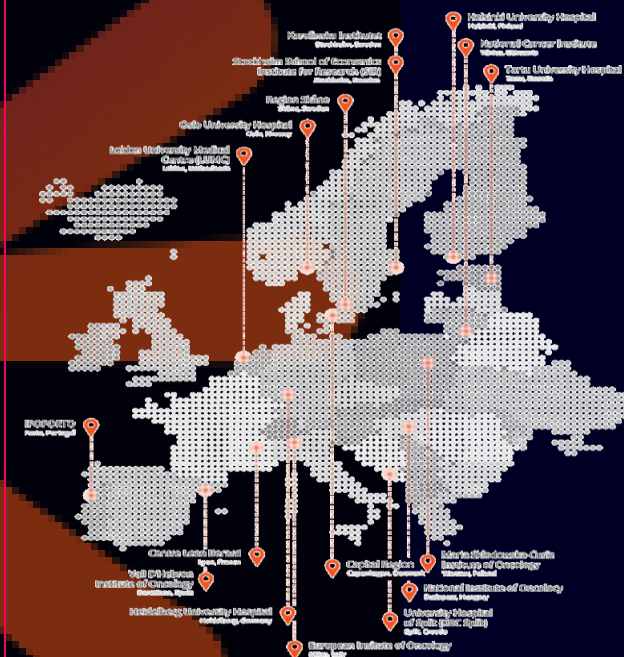 Karolinska Institutet
Stockholm, Sweden
Helsinki University Hospital
Helsinki, Finland
Stockholm School of Economics
Institute For Research (SIR)
Stockholm, Sweden
National Cancer Institute
Vilnius, Lithuania
Tartu University Hospital
Tartu, Estonia
Region Skåne
Skåne, Sweden
Oslo University Hospital
Oslo, Norway
Leiden University Medical
Centre (LUMC)
Leiden, Netherlands
IPOPORTO
Porto, Portugal
Centre Leon Berard
Lyon, France
Vall D'Hebron
Institute of Oncology
Barcelona, Spain
Capital Region
Copenhagen, Denmark
Maria Sklodowska-Curie
Institute of Oncology
Warsaw, Poland
National Institute of Oncology
Budapest, Hungary
Heidelberg University Hospital
Heidelberg, Germany
University Hospital
of Split (KBC Split)
Split, Croatia
European Insitute of Oncology
Milan, Italy